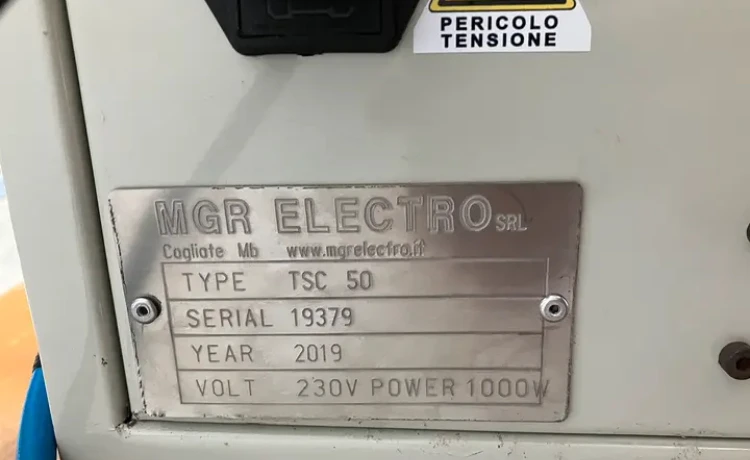 PERICOLO
TENSIONE
MGR ELECTRO SRL
Cogliate Mb www.mgrelectro.it
TYPE TSC 50
SERIAL 19379
YEAR 2019
VOLT 230V POWER 1000W